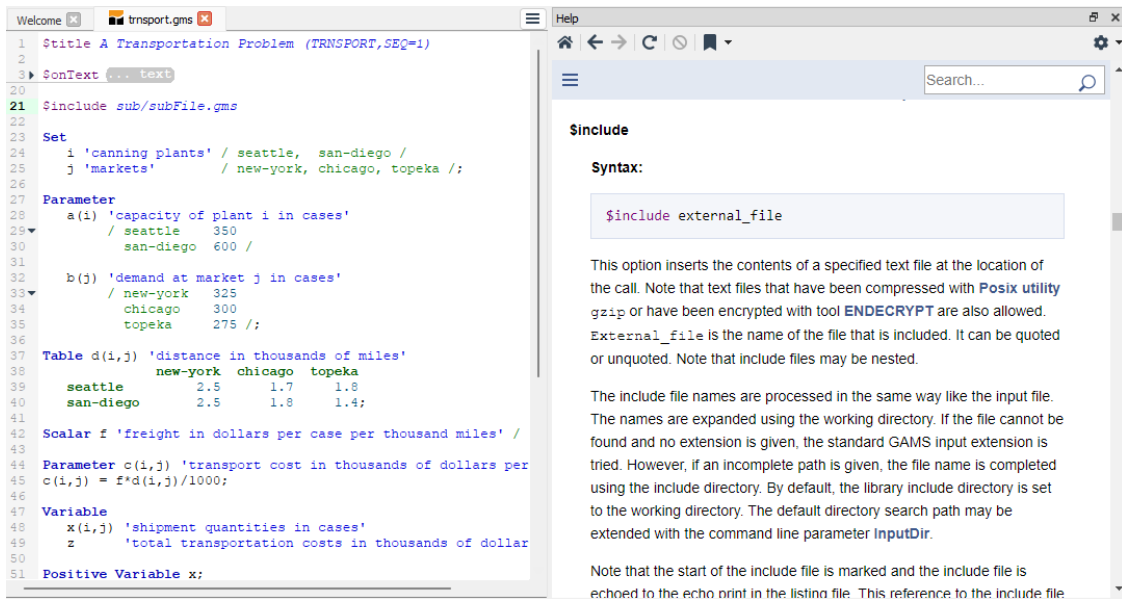 Welcome
trnsport.gms
1 $title A Transportation Problem (TRNSPORT,SEQ=1)
2
3 $onText ... text
20
21 $include sub/subFile.gms
22
23 Set
24 i 'canning plants' / seattle, san-diego /
25 j 'markets' / new-york, chicago, topeka /;
26
27 Parameter
28 a(i) 'capacity of plant i in cases'
29 / seattle 350
30 san-diego 600 /
31
32 b(j) 'demand at market j in cases'
33 / new-york 325
34 chicago 300
35 topeka 275 /;
36
37 Table d(i,j) 'distance in thousands of miles'
38 new-york chicago topeka
39 seattle 2.5 1.7 1.8
40 san-diego 2.5 1.8 1.4;
41
42 Scalar f 'freight in dollars per case per thousand miles' /
43
44 Parameter c(i,j) 'transport cost in thousands of dollars per
45 c(i,j) = f*d(i,j)/1000;
46
47 Variable
48 x(i,j) 'shipment quantities in cases'
49 z 'total transportation costs in thousands of dollar
50
51 Positive Variable x;
Help
Search...
$include
Syntax:
$include external_file
This option inserts the contents of a specified text file at the location of
the call. Note that text files that have been compressed with Posix utility
gzip or have been encrypted with tool ENDECRYPT are also allowed.
External_file is the name of the file that is included. It can be quoted
or unquoted. Note that include files may be nested.
The include file names are processed in the same way like the input file.
The names are expanded using the working directory. If the file cannot be
found and no extension is given, the standard GAMS input extension is
tried. However, if an incomplete path is given, the file name is completed
using the include directory. By default, the library include directory is set
to the working directory. The default directory search path may be
extended with the command line parameter InputDir.
Note that the start of the include file is marked and the include file is
echoed to the echo print in the listing file. This reference to the include file